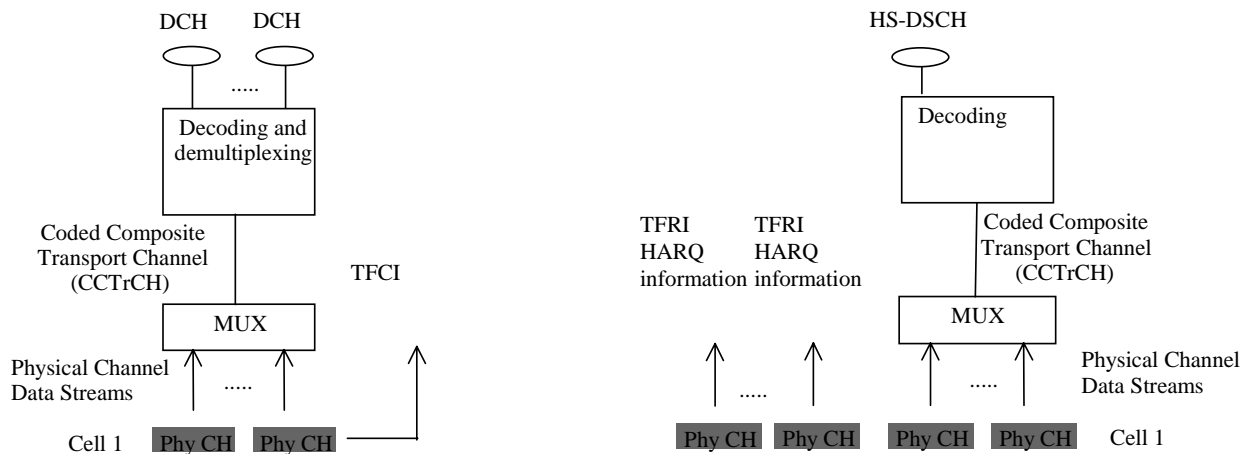 DCH DCH
.....
Decoding and
demultiplexing
Coded Composite
Transport Channel
(CCTrCH)
TFCI
MUX
Physical Channel
Data Streams
.....
Cell 1 Phy CH Phy CH
HS-DSCH
Decoding
TFRI TFRI
HARQ HARQ
information information
Coded Composite
Transport Channel
(CCTrCH)
MUX
Physical Channel
Data Streams
..... .....
Phy CH Phy CH Phy CH Phy CH Cell 1